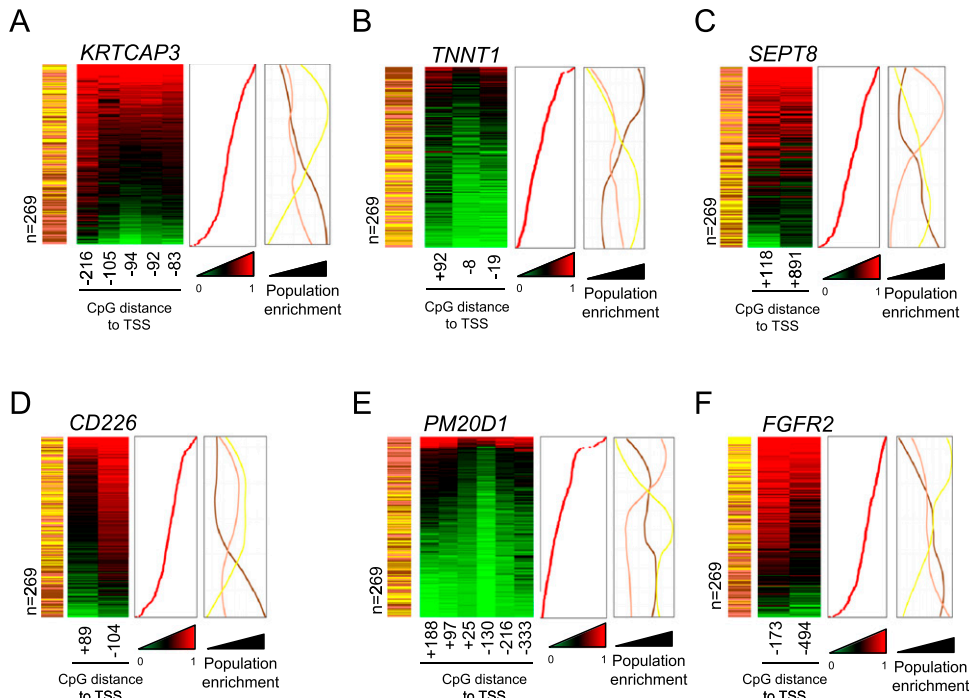 A
KRTCAP3
n=269
-216
-105
-94
-92
-83
CpG distance
to TSS
0
1
Population
enrichment
B
TNNT1
n=269
+92
-8
-19
CpG distance
to TSS
0
1
Population
enrichment
C
SEPT8
n=269
+118
+891
CpG distance
to TSS
0
1
Population
enrichment
D
CD226
n=269
+89
-104
CpG distance
to TSS
0
1
Population
enrichment
E
PM20D1
n=269
+188
+97
+25
-130
-216
-333
CpG distance
to TSS
0
1
Population
enrichment
F
FGFR2
n=269
-173
-494
CpG distance
to TSS
0
1
Population
enrichment